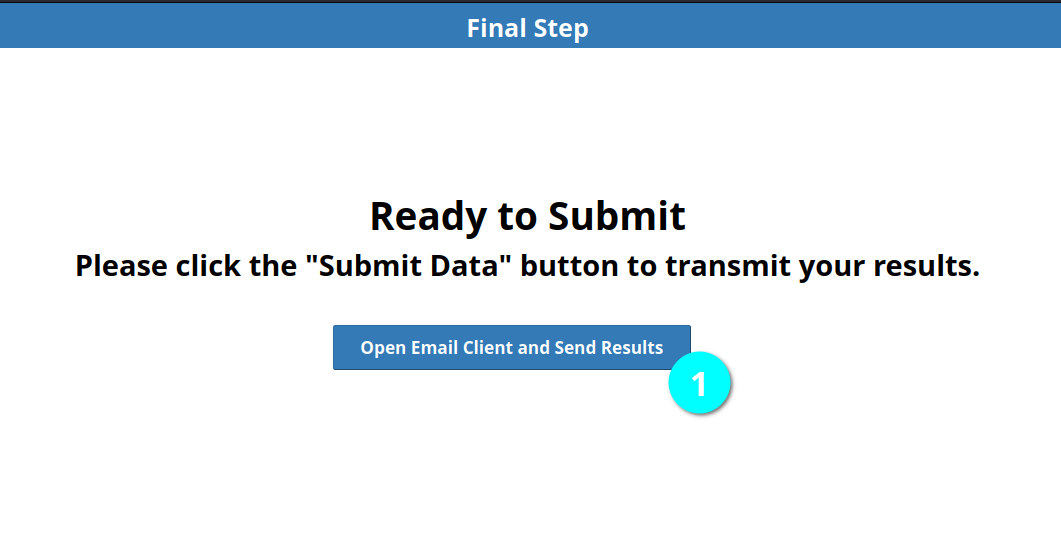 Final Step
Ready to Submit
Please click the "Submit Data" button to transmit your results.
Open Email Client and Send Results
1